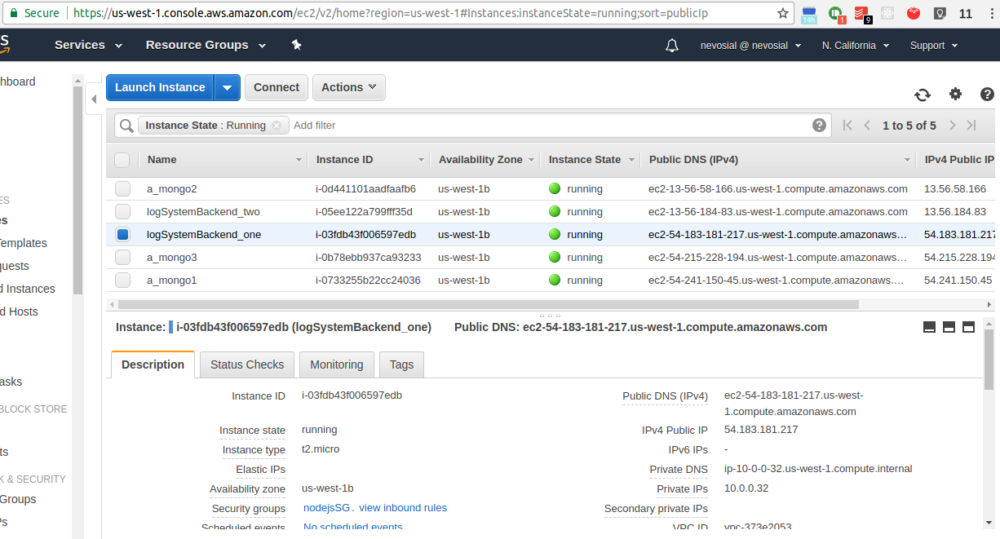 Secure https://us-west-1.console.aws.amazon.com/ec2/v2/home?region=us-west-1#Instances:instanceState=running;sort=publicIp 14h 1 9 11
S Services Resource Groups nevosial @ nevosial N. California Support
hboard
Launch Instance Connect Actions
Instance State : Running Add filter 1 to 5 of 5
Name Instance ID Availability Zone Instance State Public DNS (IPv4) IPv4 Public IP
a_mongo2 i-0d441101aadfaafb6 us-west-1b running ec2-13-56-58-166.us-west-1.compute.amazonaws.com 13.56.58.166
logSystemBackend_two i-05ee122a799fff35d us-west-1b running ec2-13-56-184-83.us-west-1.compute.amazonaws.com 13.56.184.83
logSystemBackend_one i-03fdb43f006597edb us-west-1b running ec2-54-183-181-217.us-west-1.compute.amazonaws... 54.183.181.217
a_mongo3 i-0b78ebb937ca93233 us-west-1b running ec2-54-215-228-194.us-west-1.compute.amazonaws... 54.215.228.194
a_mongo1 i-0733255b22cc24036 us-west-1b running ec2-54-241-150-45.us-west-1.compute.amazonaws.... 54.241.150.45
ES
es
Templates
quests
d Instances
d Hosts
asks
BLOCK STORE
ts
K & SECURITY
Groups
Ps
Instance: i-03fdb43f006597edb (logSystemBackend_one) Public DNS: ec2-54-183-181-217.us-west-1.compute.amazonaws.com
Description Status Checks Monitoring Tags
Instance ID i-03fdb43f006597edb
Instance state running
Instance type t2.micro
Elastic IPs
Availability zone us-west-1b
Security groups nodejsSG . view inbound rules
Scheduled events No scheduled events
Public DNS (IPv4) ec2-54-183-181-217.us-west-
1.compute.amazonaws.com
IPv4 Public IP 54.183.181.217
IPv6 IPs -
Private DNS ip-10-0-0-32.us-west-1.compute.internal
Private IPs 10.0.0.32
Secondary private IPs
VPC ID vpc-373e2053